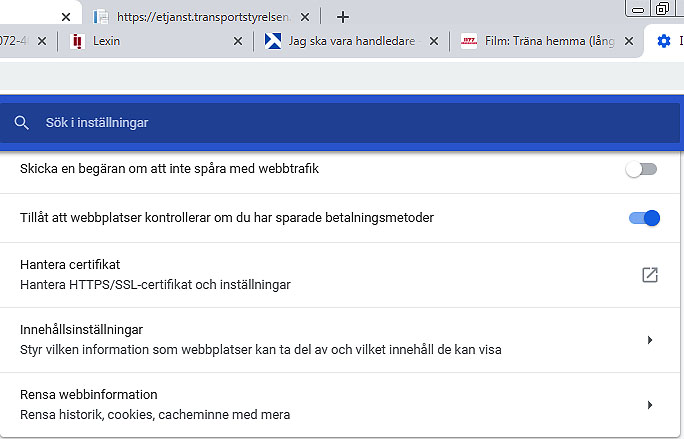 https://etjanst.transportstyrelsen.
072-4
Lexin
Jag ska vara handledare
1177
Film: Träna hemma (lång
Sök i inställningar
Skicka en begäran om att inte spåra med webbtrafik
Tillåt att webbplatser kontrollerar om du har sparade betalningsmetoder
Hantera certifikat
Hantera HTTPS/SSL-certifikat och inställningar
Innehållsinställningar
Styr vilken information som webbplatser kan ta del av och vilket innehåll de kan visa
Rensa webbinformation
Rensa historik, cookies, cacheminne med mera